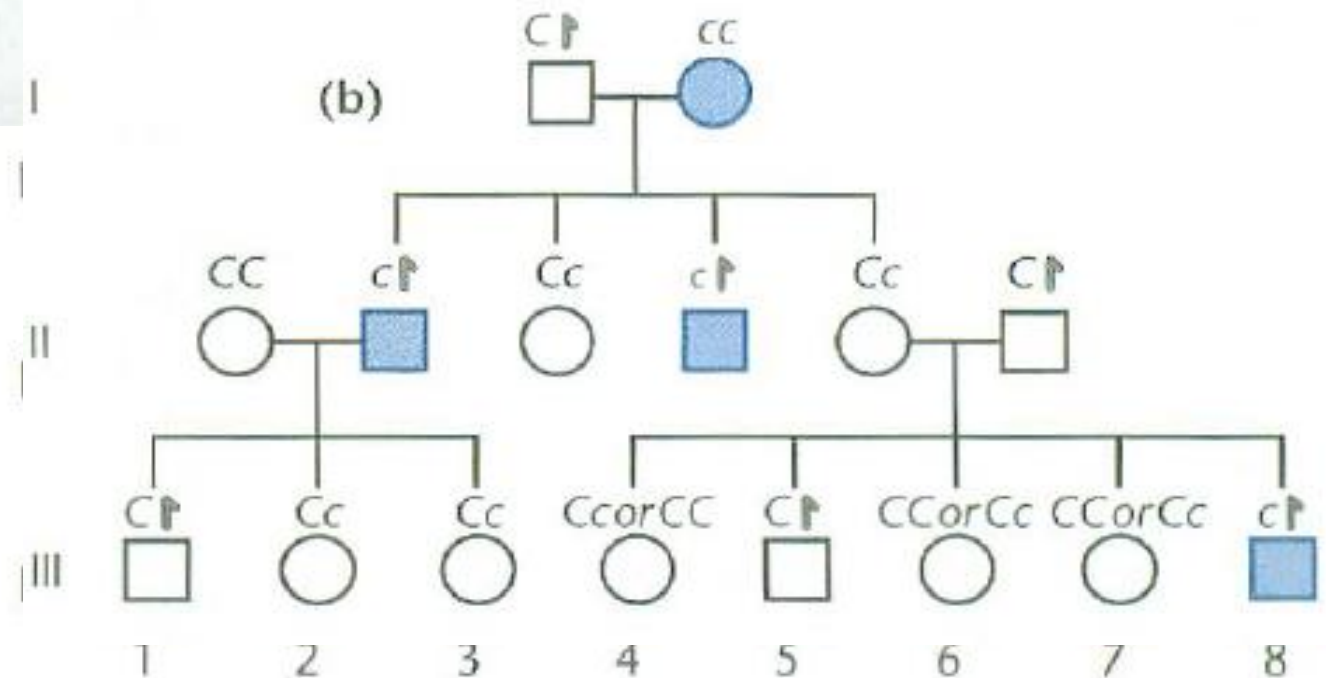 C↾ cc
I (b)
CC c↾ Cc c↾ Cc C↾
II
C↾ Cc Cc CcorCC C↾ CCorCc CCorCc c↾
III
1 2 3 4 5 6 7 8